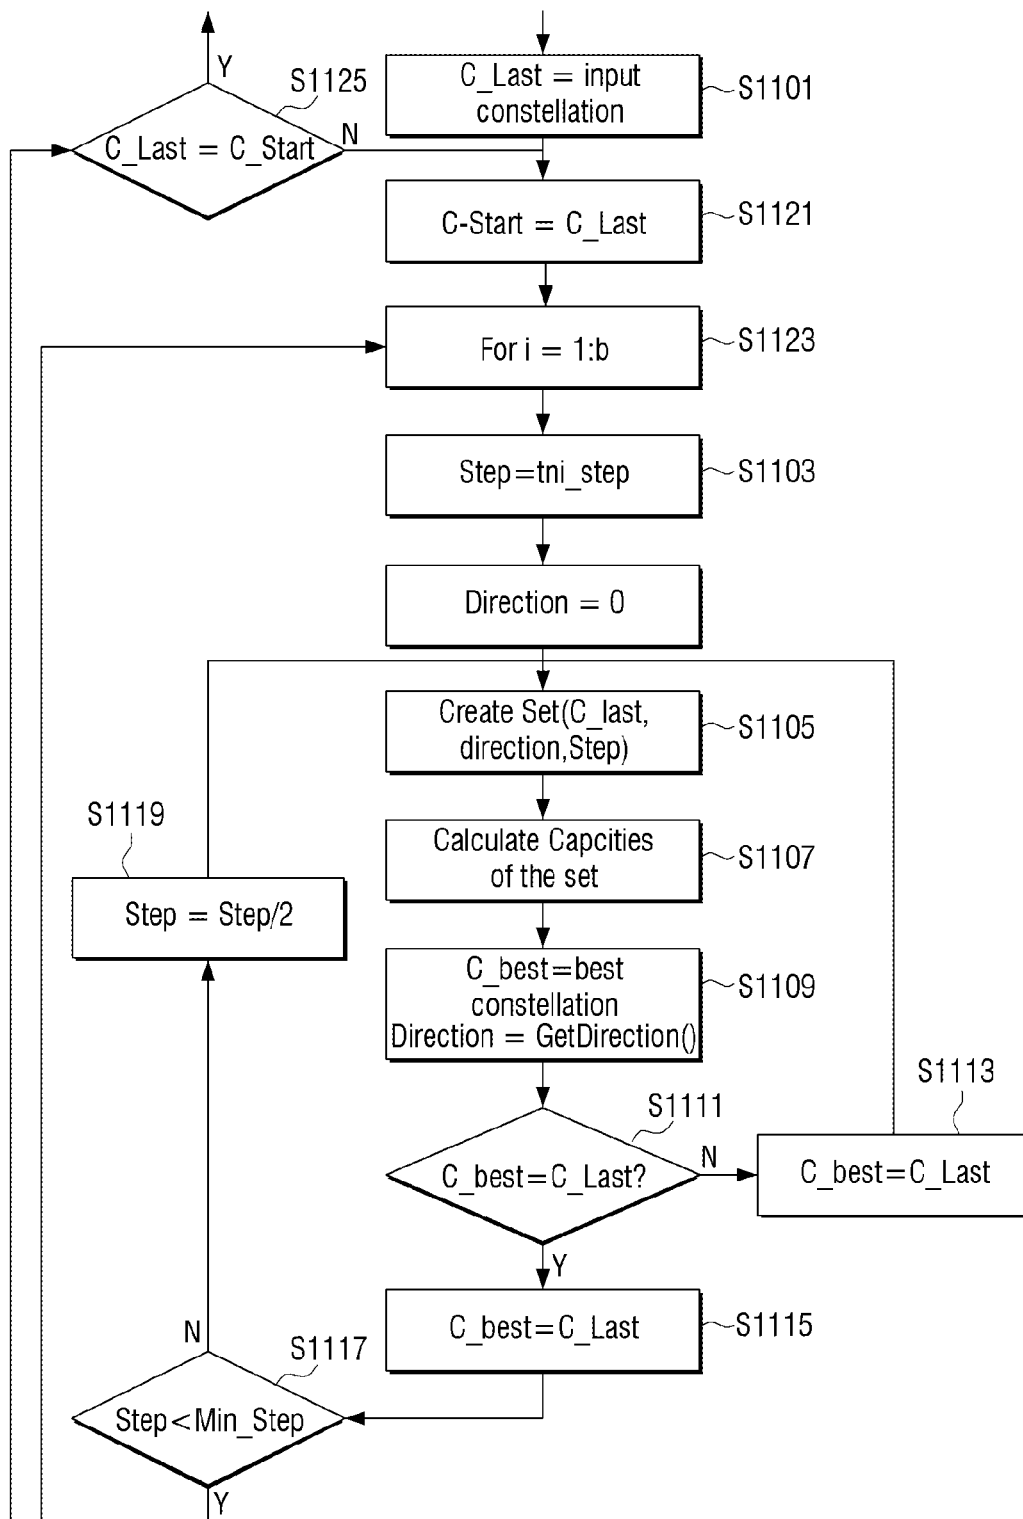 Y
S1125
C_Last = C_Start
N
C_Last = input
constellation
S1101
C-Start = C_Last
S1121
For i = 1:b
S1123
Step=tni_step
S1103
Direction = 0
Create Set(C_last,
direction,Step)
S1105
S1119
Step = Step/2
Calculate Capcities
of the set
S1107
C_best=best
constellation
Direction = GetDirection()
S1109
S1111
C_best=C_Last?
N
S1113
C_best=C_Last
Y
C_best=C_Last
S1115
N
S1117
Step<Min_Step
Y